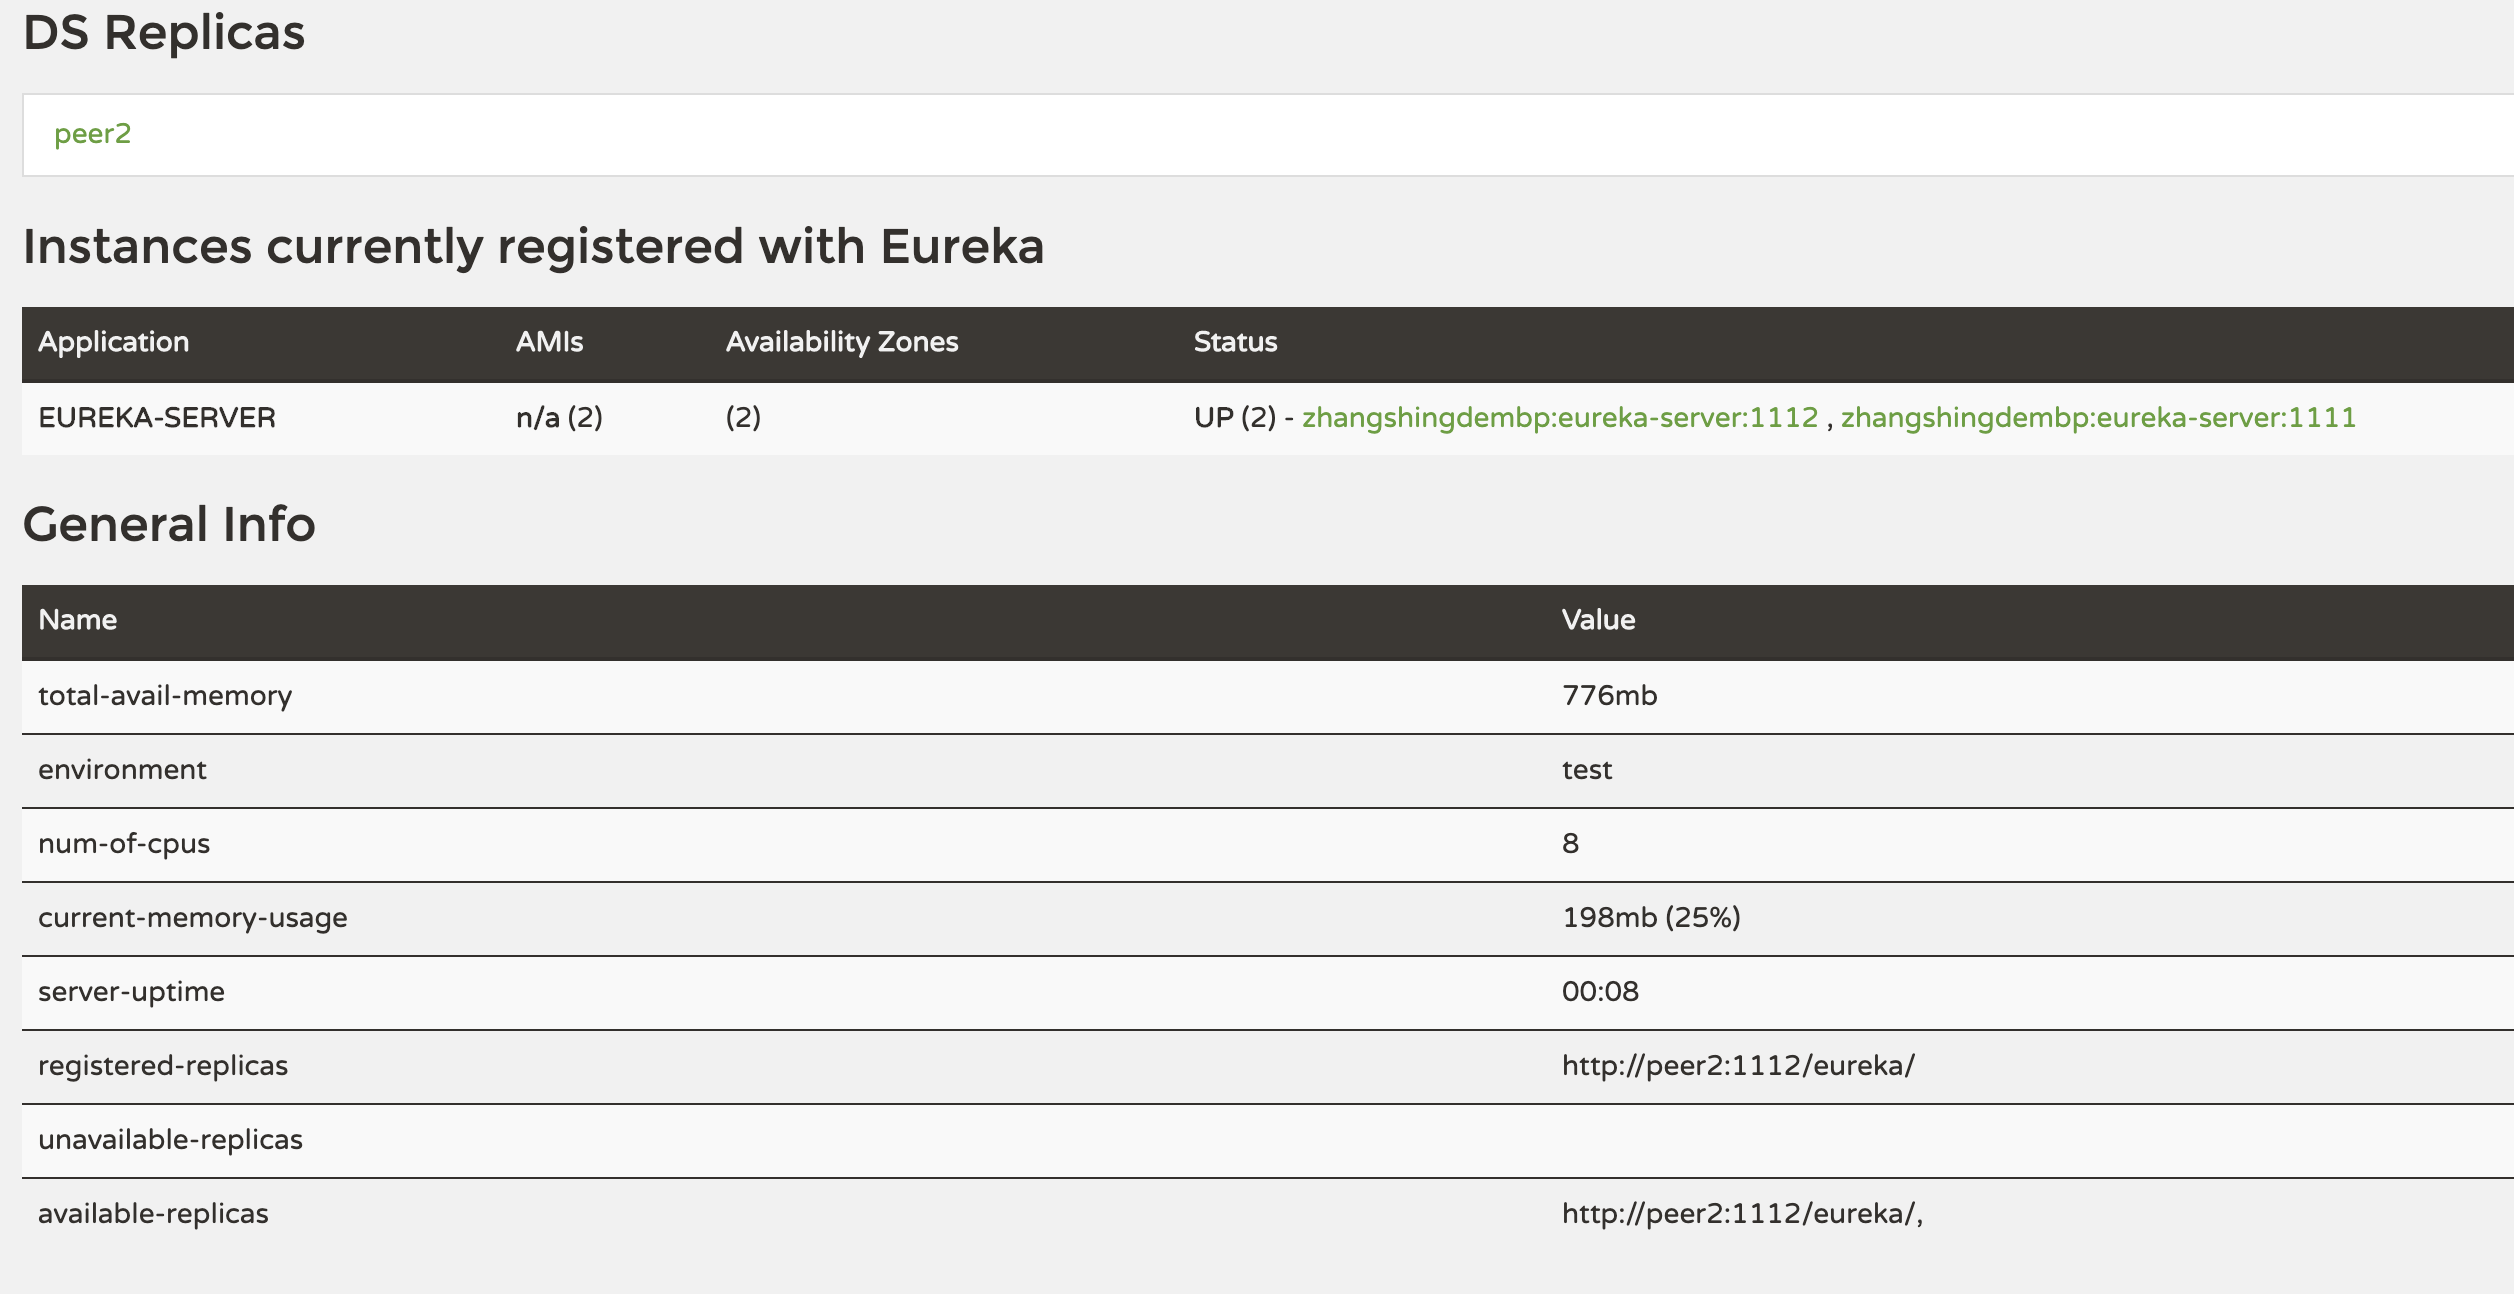 DS Replicas
peer2
Instances currently registered with Eureka
Application AMIs Availability Zones Status
EUREKA-SERVER n/a (2) (2) UP (2) - zhangshingdembp:eureka-server:1112 , zhangshingdembp:eureka-server:1111
General Info
Name Value
total-avail-memory 776mb
environment test
num-of-cpus 8
current-memory-usage 198mb (25%)
server-uptime 00:08
registered-replicas http://peer2:1112/eureka/
unavailable-replicas
available-replicas http://peer2:1112/eureka/,